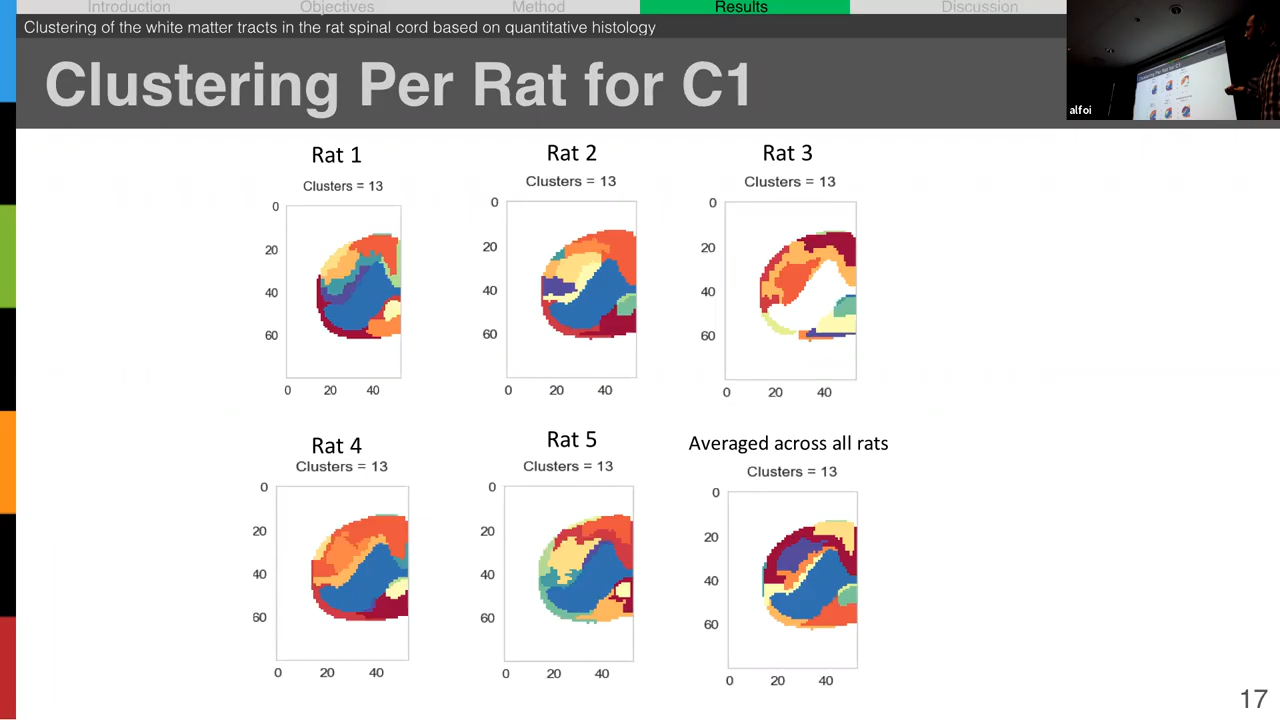 Introduction Objectives Method Results Discussion
Clustering of the white matter tracts in the rat spinal cord based on quantitative histology
Clustering Per Rat for C1
alfoi
Clustering Per Rat for C1
Rat 1 Rat 2 Rat 3
Clusters = 13 Clusters = 13 Clusters = 13
0 0 0
20 20 20
40 40 40
60 60 60
0 20 40 0 20 40 0 20 40
Rat 4 Rat 5 Averaged across all rats
Clusters = 13 Clusters = 13 Clusters = 13
0 0 0
20 20 20
40 40 40
60 60 60
0 20 40 0 20 40 0 20 40
17